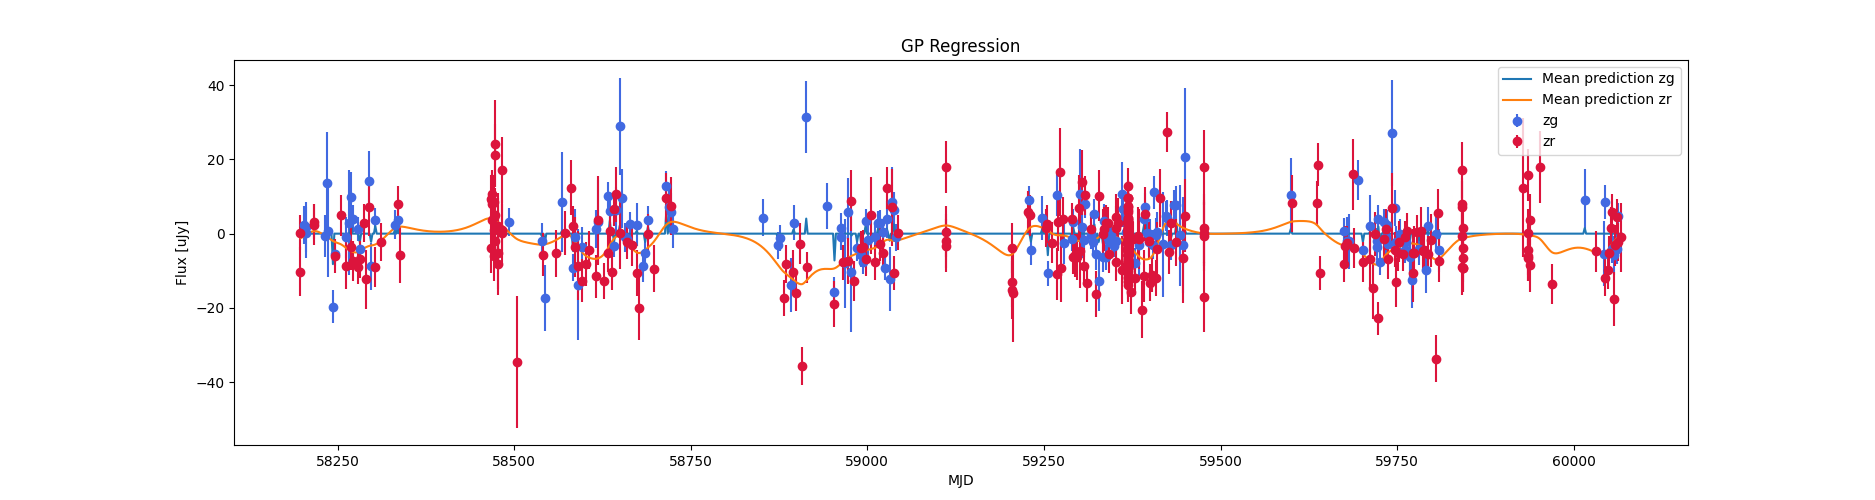 GP Regression
Mean prediction zg
Mean prediction zr
zg
zr
Flux [uJy]
40
20
0
−20
−40
58250
58500
58750
59000
59250
59500
59750
60000
MJD